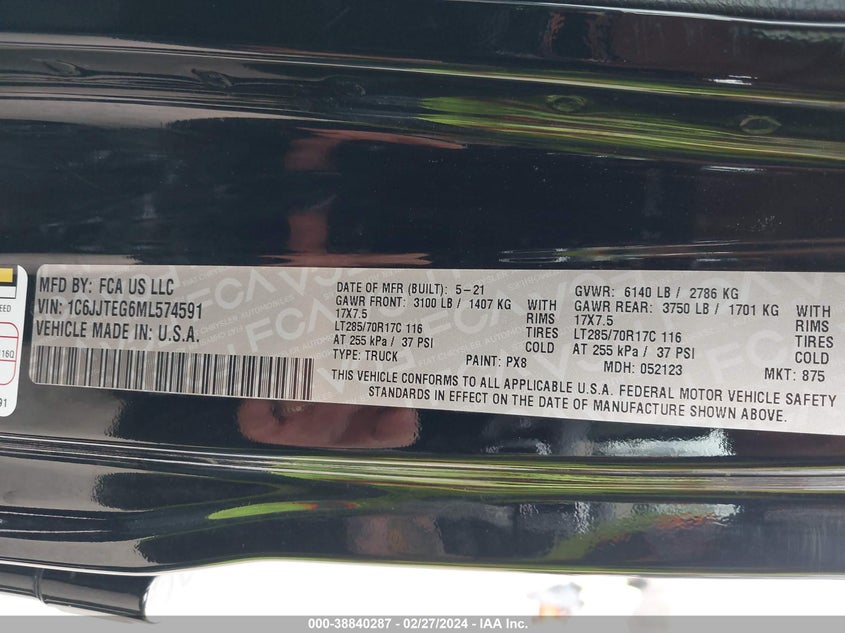 MFD BY: FCA US LLC
VIN: 1C6JJTEG6ML574591
VEHICLE MADE IN: U.S.A.
DATE OF MFR (BUILT): 5-21
GAWR FRONT: 3100 LB / 1407 KG
17X7.5 RIMS
LT285/70R17C 116 TIRES
AT 255 kPa / 37 PSI COLD
TYPE: TRUCK PAINT: PX8
GVWR: 6140 LB / 2786 KG
GAWR REAR: 3750 LB / 1701 KG
17X7.5 RIMS
LT285/70R17C 116 TIRES
AT 255 kPa / 37 PSI COLD
MDH: 052123 MKT: 875
THIS VEHICLE CONFORMS TO ALL APPLICABLE U.S.A. FEDERAL MOTOR VEHICLE SAFETY
STANDARDS IN EFFECT ON THE DATE OF MANUFACTURE SHOWN ABOVE.
000-38840287 - 02/27/2024 - IAA Inc.